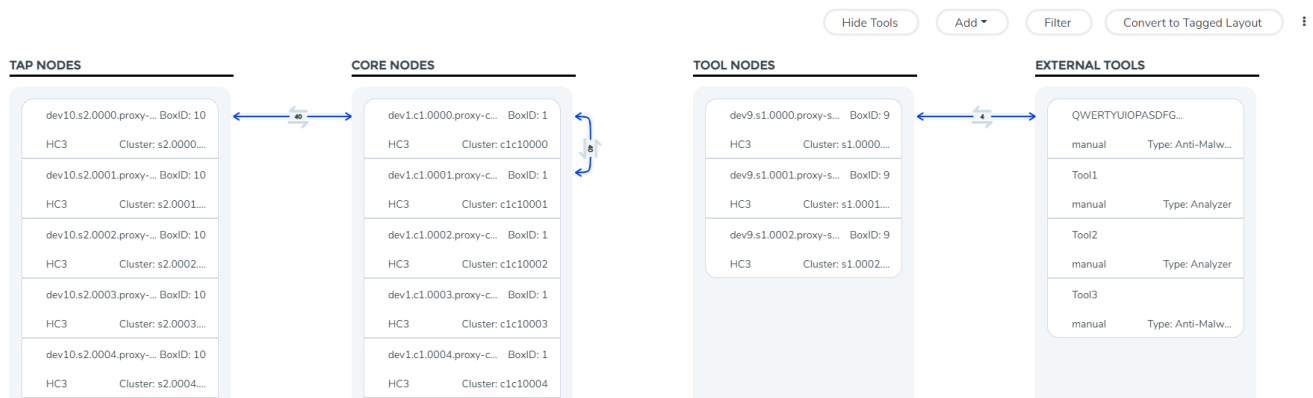 Hide Tools Add Filter Convert to Tagged Layout
TAP NODES CORE NODES TOOL NODES EXTERNAL TOOLS
dev10.s2.0000.proxy-... BoxID: 10 40 dev1.c1.0000.proxy-c... BoxID: 1 dev9.s1.0000.proxy-s... BoxID: 9 4 QWERTYUIOPASDFG...
HC3 Cluster: s2.0000.... HC3 Cluster: c1c10000 HC3 Cluster: s1.0000.... manual Type: Anti-Malw...
dev10.s2.0001.proxy-... BoxID: 10 dev1.c1.0001.proxy-c... BoxID: 1 dev9.s1.0001.proxy-s... BoxID: 9 Tool1
HC3 Cluster: s2.0001.... HC3 Cluster: c1c10001 HC3 Cluster: s1.0001.... manual Type: Analyzer
dev10.s2.0002.proxy-... BoxID: 10 dev1.c1.0002.proxy-c... BoxID: 1 dev9.s1.0002.proxy-s... BoxID: 9 Tool2
HC3 Cluster: s2.0002.... HC3 Cluster: c1c10002 HC3 Cluster: s1.0002.... manual Type: Analyzer
dev10.s2.0003.proxy-... BoxID: 10 dev1.c1.0003.proxy-c... BoxID: 1 Tool3
HC3 Cluster: s2.0003.... HC3 Cluster: c1c10003 manual Type: Anti-Malw...
dev10.s2.0004.proxy-... BoxID: 10 dev1.c1.0004.proxy-c... BoxID: 1
HC3 Cluster: s2.0004.... HC3 Cluster: c1c10004